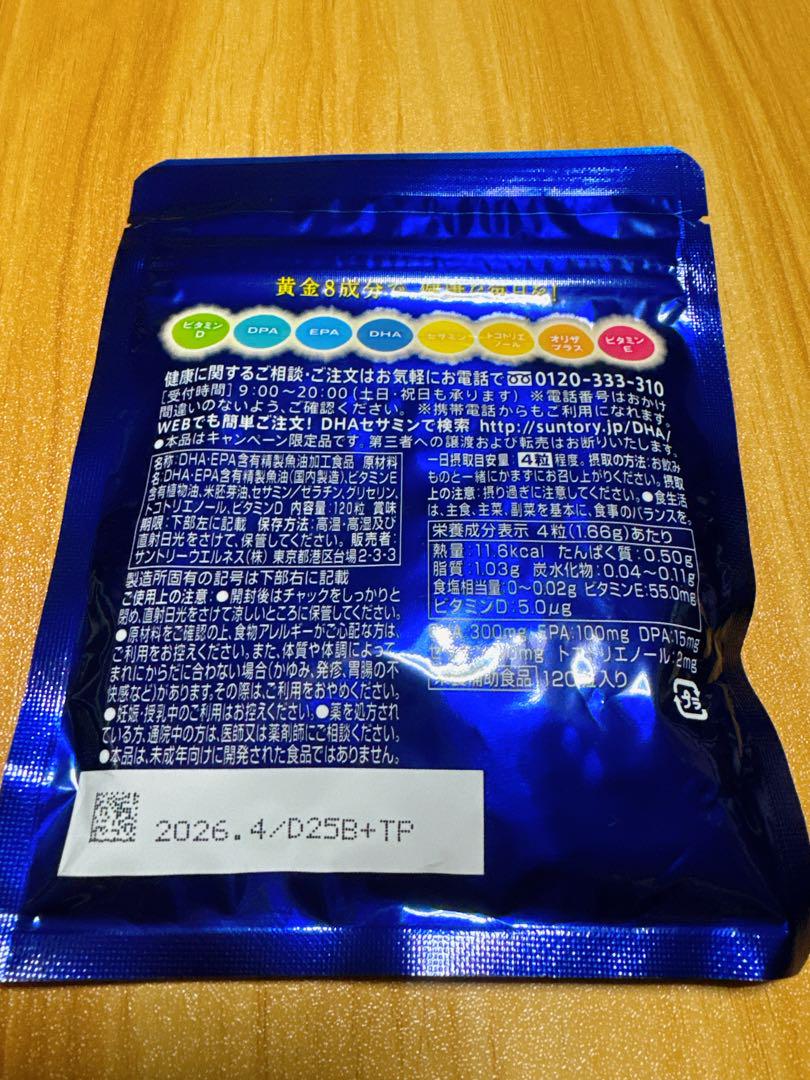 黄金8成分で、健康な毎日を!
ビタミン
D
DPA
EPA
DHA
セサミン
トコトリエ
ノール
オリザ
プラス
ビタミン
E
健康に関するご相談・ご注文はお気軽にお電話で 0120-333-310
[受付時間] 9:00〜20:00(土日・祝日も承ります) ※電話番号はおかけ
間違いのないよう、ご確認ください。 ※携帯電話からもご利用になれます。
WEBでも簡単ご注文! DHAセサミンで検索 http://suntory.jp/DHA/
●本品はキャンペーン限定品です。第三者への譲渡および転売はお断りいたします。
名称:DHA・EPA含有精製魚油加工食品 原材料
名:DHA・EPA含有精製魚油(国内製造)、ビタミンE
含有植物油、米胚芽油、セサミン/ゼラチン、グリセリン、
トコトリエノール、ビタミンD 内容量:120粒 賞味
期限:下部左に記載 保存方法:高温・高湿及び
直射日光をさけて、保管してください。 販売者:
サントリーウエルネス(株) 東京都港区台場2-3-3
製造所固有の記号は下部右に記載
ご使用上の注意:●開封後はチャックをしっかりと
閉め、直射日光をさけて涼しいところに保管してください。
●原材料をご確認の上、食物アレルギーがご心配な方は、
ご利用をお控えください。また、体質や体調によって、
まれにからだに合わない場合(かゆみ、発疹、胃腸の不
快感など)があります。その際は、ご利用をおやめください。
●妊娠・授乳中のご利用はお控えください。●薬を処方され
ている方、通院中の方は、医師又は薬剤師にご相談ください。
●本品は、未成年向けに開発された食品ではありません。
一日摂取目安量:4粒程度。摂取の方法:お飲み
ものと一緒にかまずにお召し上がりください。摂取
上の注意:摂り過ぎに注意してください。●食生活
は、主食、主菜、副菜を基本に、食事のバランスを。
栄養成分表示 4粒(1.66g)あたり
熱量:11.6kcal たんぱく質:0.50g
脂質:1.03g 炭水化物:0.04〜0.11g
食塩相当量:0〜0.02g ビタミンE:55.0mg
ビタミンD:5.0μg
300mg EPA:100mg DPA:15mg
トコトリエノール:2mg
栄養補助食品 120粒入り
プラ
2026.4/D25B+TP